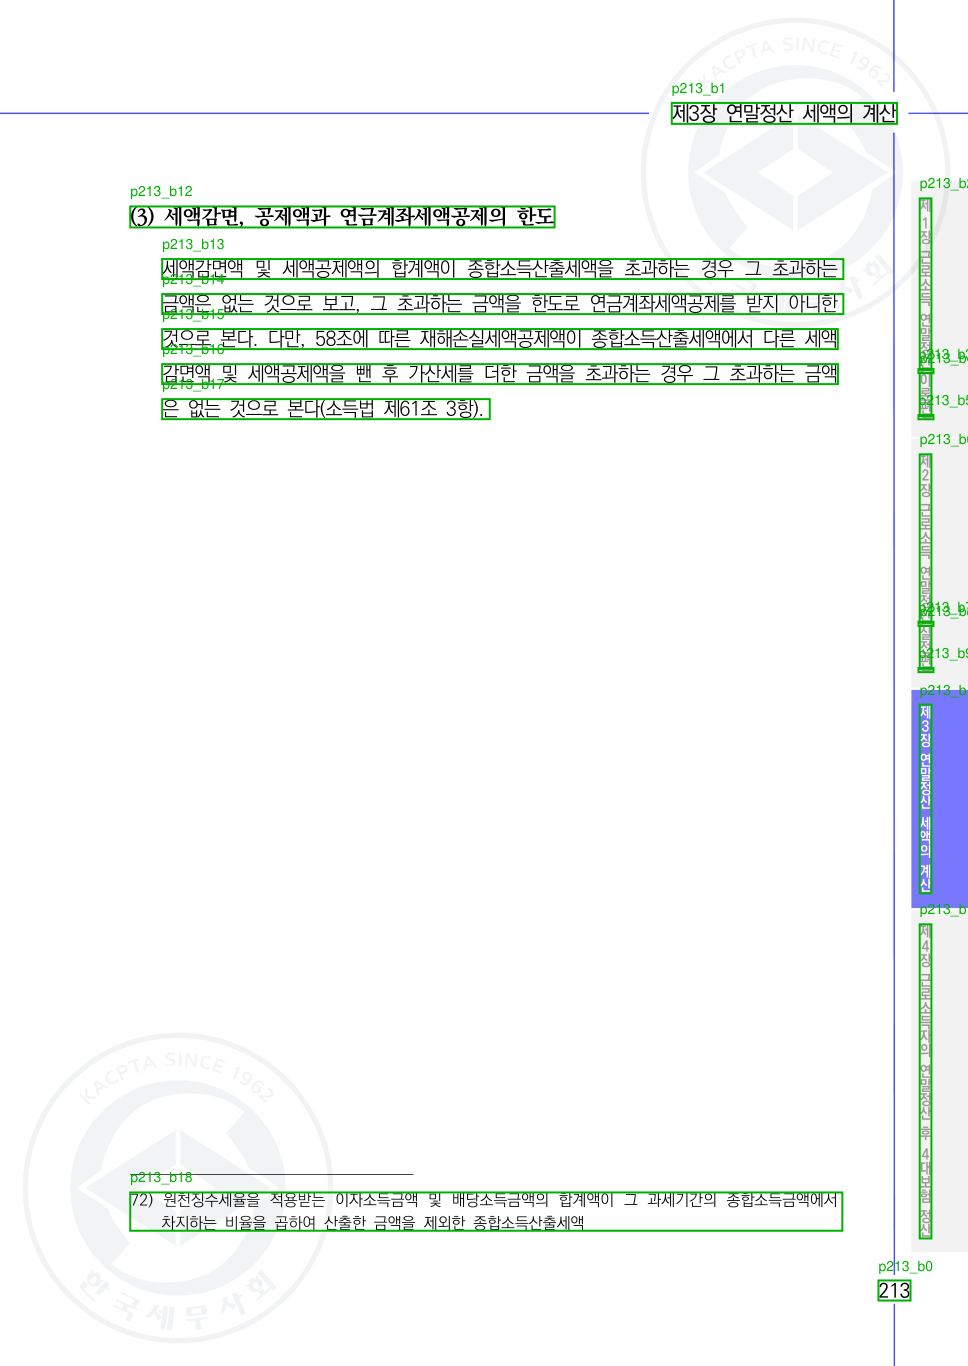 KACPTA SINCE 1962
p213_b1
제3장 연말정산 세액의 계산
p213_b12
(3) 세액감면, 공제액과 연금계좌세액공제의 한도
p213_b13
세액감면액 및 세액공제액의 합계액이 종합소득산출세액을 초과하는 경우 그 초과하는
p213_b14
금액은 없는 것으로 보고, 그 초과하는 금액을 한도로 연금계좌세액공제를 받지 아니한
p213_b15
것으로 본다. 다만, 58조에 따른 재해손실세액공제액이 종합소득산출세액에서 다른 세액
p213_b16
감면액 및 세액공제액을 뺀 후 가산세를 더한 금액을 초과하는 경우 그 초과하는 금액
p213_b17
은 없는 것으로 본다(소득법 제61조 3항).
제1장 근로소득 연말정
제2장 근로소득 연말정
p213_b
제3장 연말정산 세액의 계산
p213_b
제4장 근로소득자의 연말정산 후 4대보험 정산
KACPTA SINCE 1962
한국세무사회
p213_b18
72) 원천징수세율을 적용받는 이자소득금액 및 배당소득금액의 합계액이 그 과세기간의 종합소득금액에서
차지하는 비율을 곱하여 산출한 금액을 제외한 종합소득산출세액
p213_b0
213